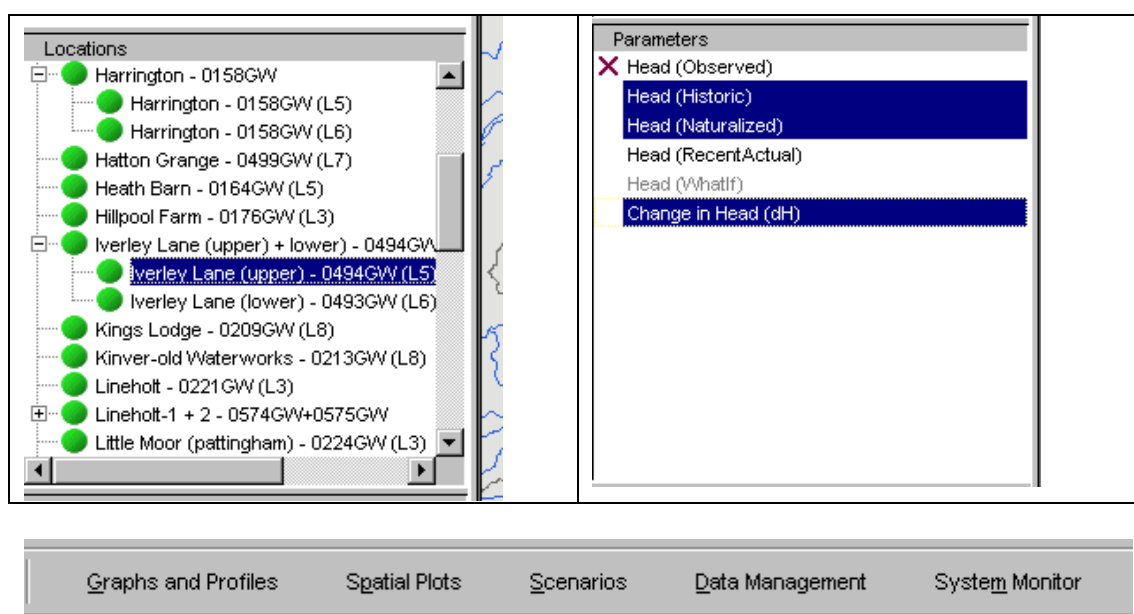 Locations
Harrington - 0158GW
Harrington - 0158GW (L5)
Harrington - 0158GW (L6)
Hatton Grange - 0499GW (L7)
Heath Barn - 0164GW (L5)
Hillpool Farm - 0176GW (L3)
Iverley Lane (upper) + lower) - 0494GW
Iverley Lane (upper) - 0494GW (L5)
Iverley Lane (lower) - 0493GW (L6)
Kings Lodge - 0209GW (L8)
Kinver-old Waterworks - 0213GW (L8)
Lineholt - 0221GW (L3)
Lineholt-1 + 2 - 0574GW+0575GW
Little Moor (pattingham) - 0224GW (L3)
Parameters
Head (Observed)
Head (Historic)
Head (Naturalized)
Head (RecentActual)
Head (WhatIf)
Change in Head (dH)
Graphs and Profiles Spatial Plots Scenarios Data Management System Monitor